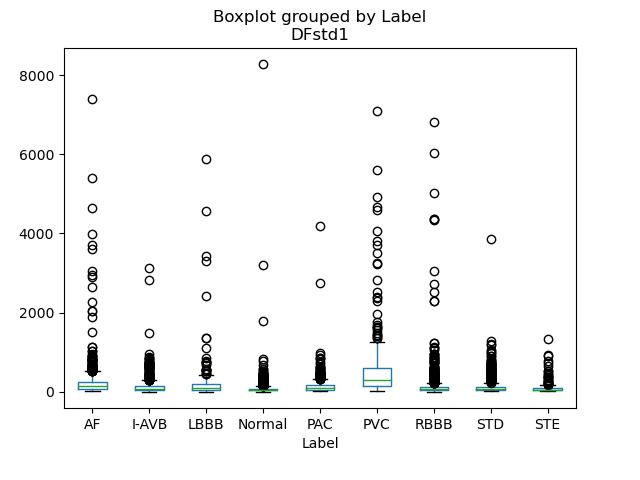 Boxplot grouped by Label
DFstd1
8000
6000
4000
2000
0
AF I-AVB LBBB Normal PAC PVC RBBB STD STE
Label